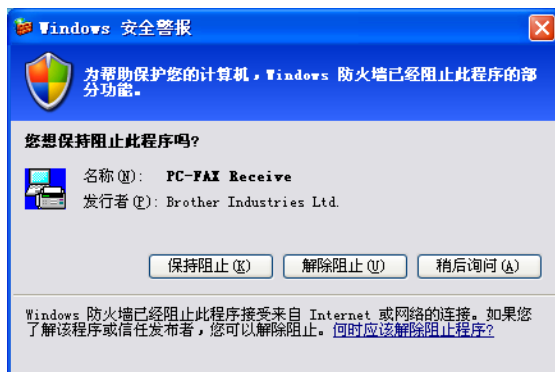 Windows 安全警报
为帮助保护您的计算机，Windows 防火墙已经阻止此程序的部
分功能。
您想保持阻止此程序吗?
名称(N): PC-FAX Receive
发行者(P): Brother Industries Ltd.
保持阻止(K) 解除阻止(U) 稍后询问(A)
Windows 防火墙已经阻止此程序接受来自 Internet 或网络的连接。如果您
了解该程序或信任发布者，您可以解除阻止。何时应该解除阻止程序?